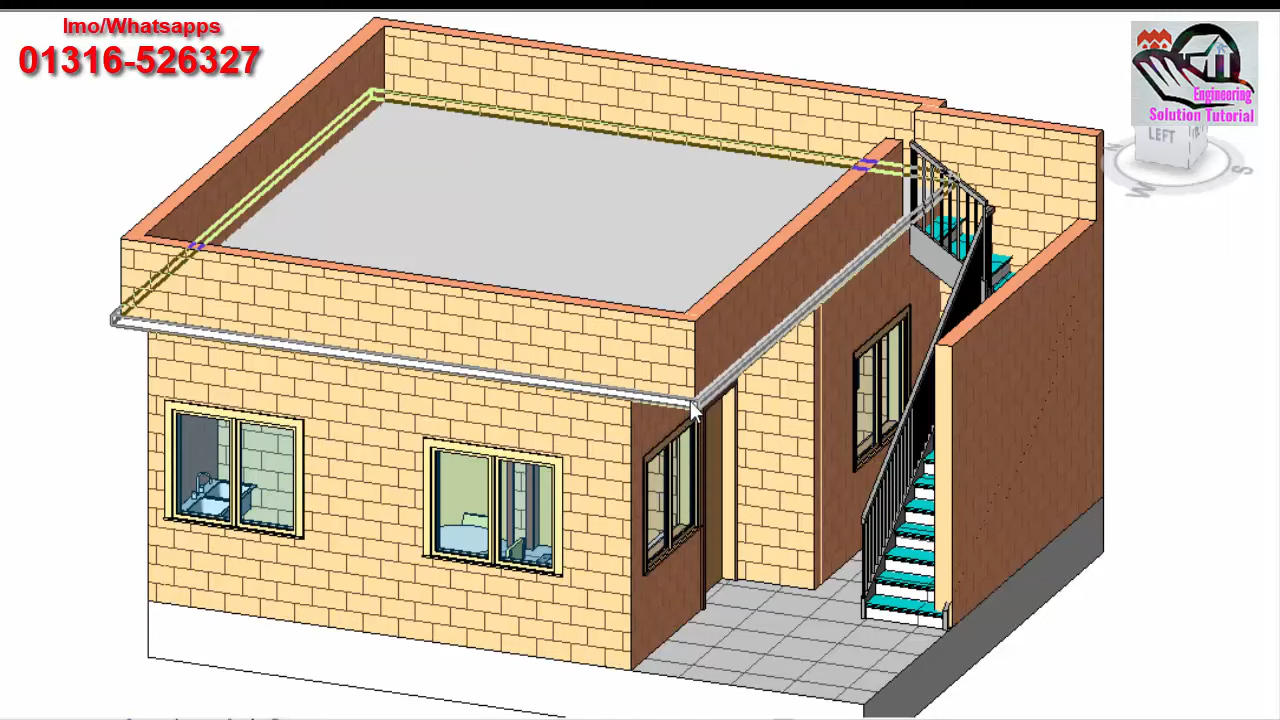 Imo/Whatsapps
01316-526327
Engineering
Solution Tutorial
LEFT
W
S